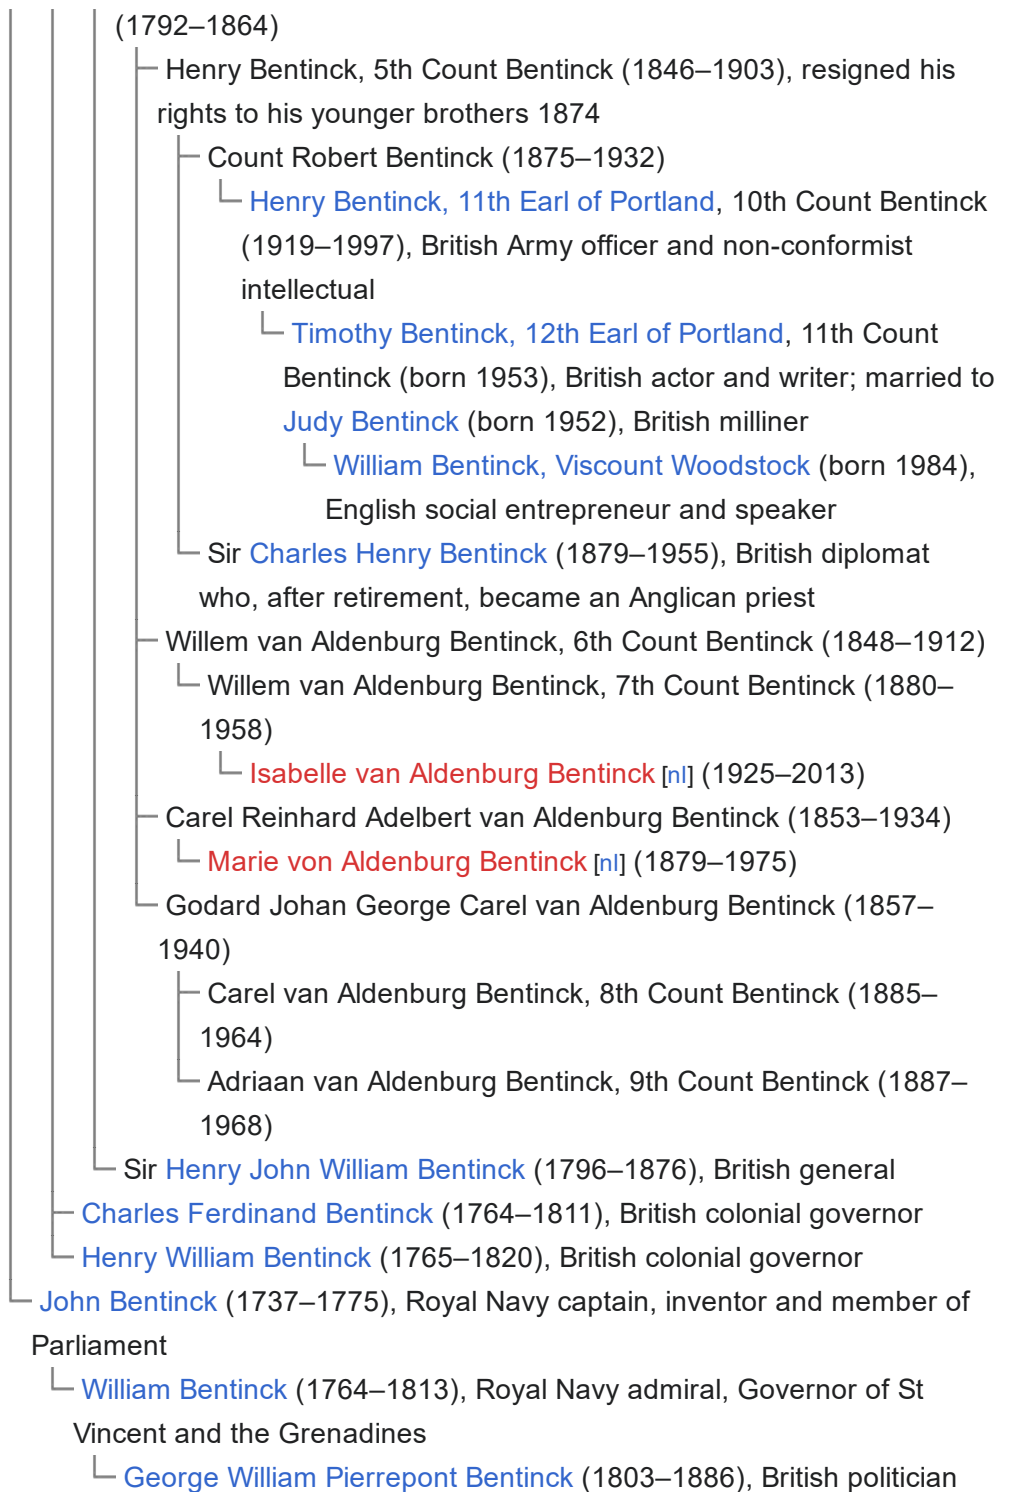 (1792–1864)
Henry Bentinck, 5th Count Bentinck (1846–1903), resigned his
rights to his younger brothers 1874
Count Robert Bentinck (1875–1932)
Henry Bentinck, 11th Earl of Portland, 10th Count Bentinck
(1919–1997), British Army officer and non-conformist
intellectual
Timothy Bentinck, 12th Earl of Portland, 11th Count
Bentinck (born 1953), British actor and writer; married to
Judy Bentinck (born 1952), British milliner
William Bentinck, Viscount Woodstock (born 1984),
English social entrepreneur and speaker
Sir Charles Henry Bentinck (1879–1955), British diplomat
who, after retirement, became an Anglican priest
Willem van Aldenburg Bentinck, 6th Count Bentinck (1848–1912)
Willem van Aldenburg Bentinck, 7th Count Bentinck (1880–
1958)
Isabelle van Aldenburg Bentinck [nl] (1925–2013)
Carel Reinhard Adelbert van Aldenburg Bentinck (1853–1934)
Marie von Aldenburg Bentinck [nl] (1879–1975)
Godard Johan George Carel van Aldenburg Bentinck (1857–
1940)
Carel van Aldenburg Bentinck, 8th Count Bentinck (1885–
1964)
Adriaan van Aldenburg Bentinck, 9th Count Bentinck (1887–
1968)
Sir Henry John William Bentinck (1796–1876), British general
Charles Ferdinand Bentinck (1764–1811), British colonial governor
Henry William Bentinck (1765–1820), British colonial governor
John Bentinck (1737–1775), Royal Navy captain, inventor and member of
Parliament
William Bentinck (1764–1813), Royal Navy admiral, Governor of St
Vincent and the Grenadines
George William Pierrepont Bentinck (1803–1886), British politician